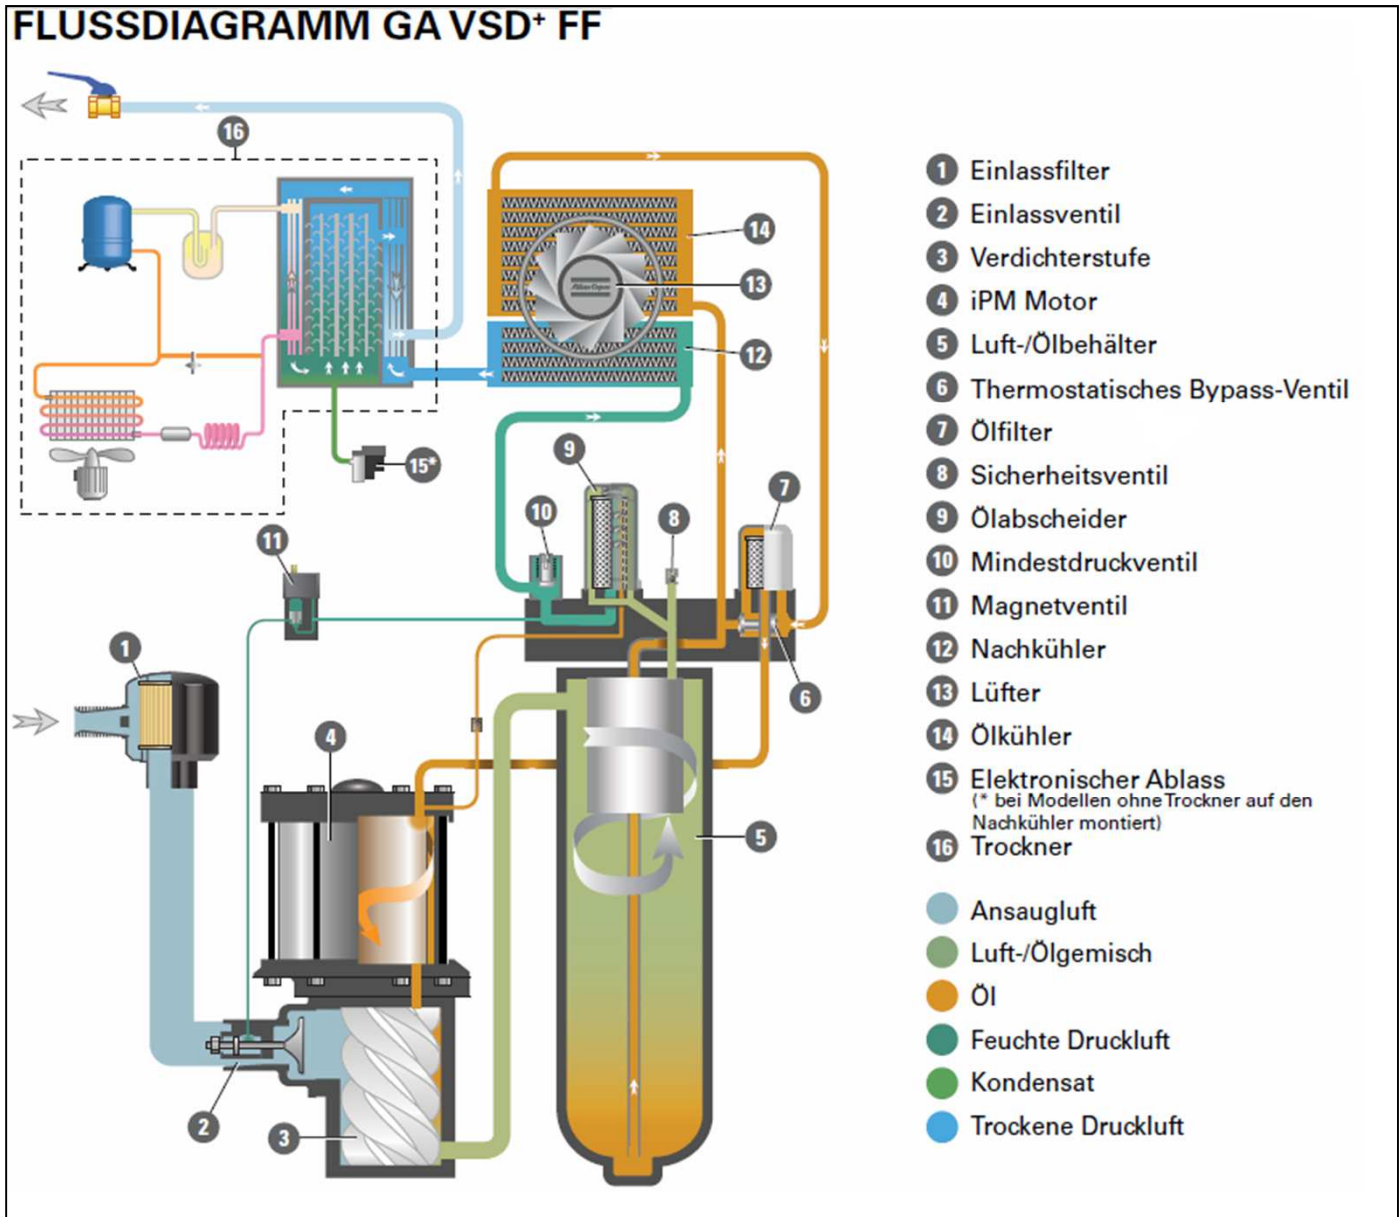 FLUSSDIAGRAMM GA VSD+ FF
16
14
13
Atlas Copco
12
15*
9
10
8
7
11
1
6
4
5
2
3
1 Einlassfilter
2 Einlassventil
3 Verdichterstufe
4 iPM Motor
5 Luft-/Ölbehälter
6 Thermostatisches Bypass-Ventil
7 Ölfilter
8 Sicherheitsventil
9 Ölabscheider
10 Mindestdruckventil
11 Magnetventil
12 Nachkühler
13 Lüfter
14 Ölkühler
15 Elektronischer Ablass
(* bei Modellen ohne Trockner auf den
Nachkühler montiert)
16 Trockner
Ansaugluft
Luft-/Ölgemisch
Öl
Feuchte Druckluft
Kondensat
Trockene Druckluft